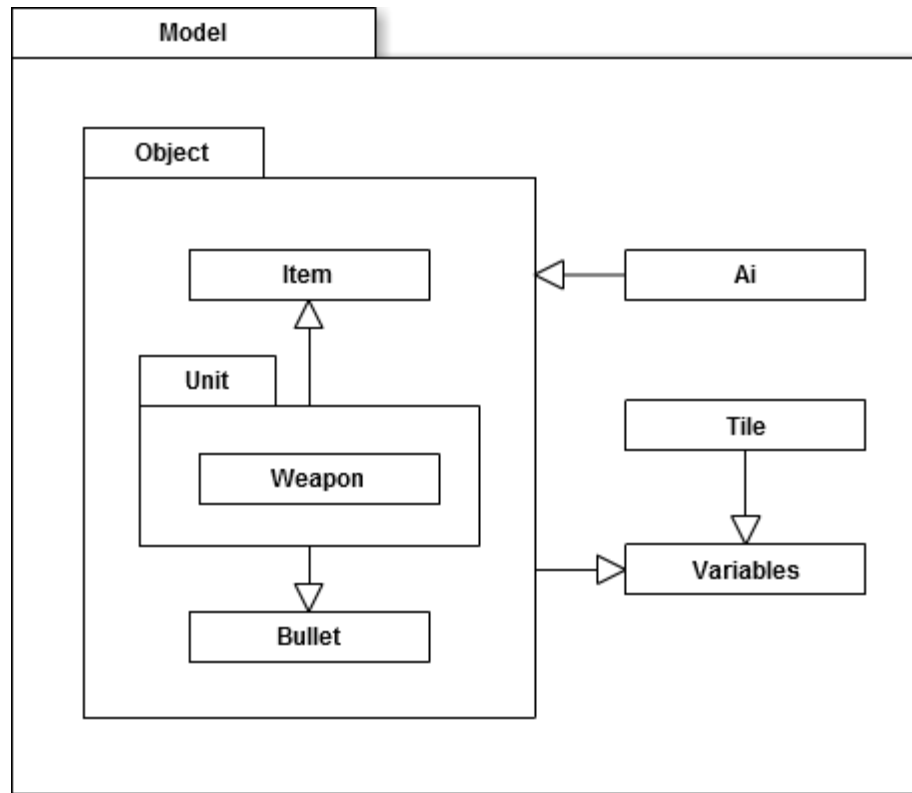 Model
Object
Item
Ai
Unit
Tile
Weapon
Variables
Bullet